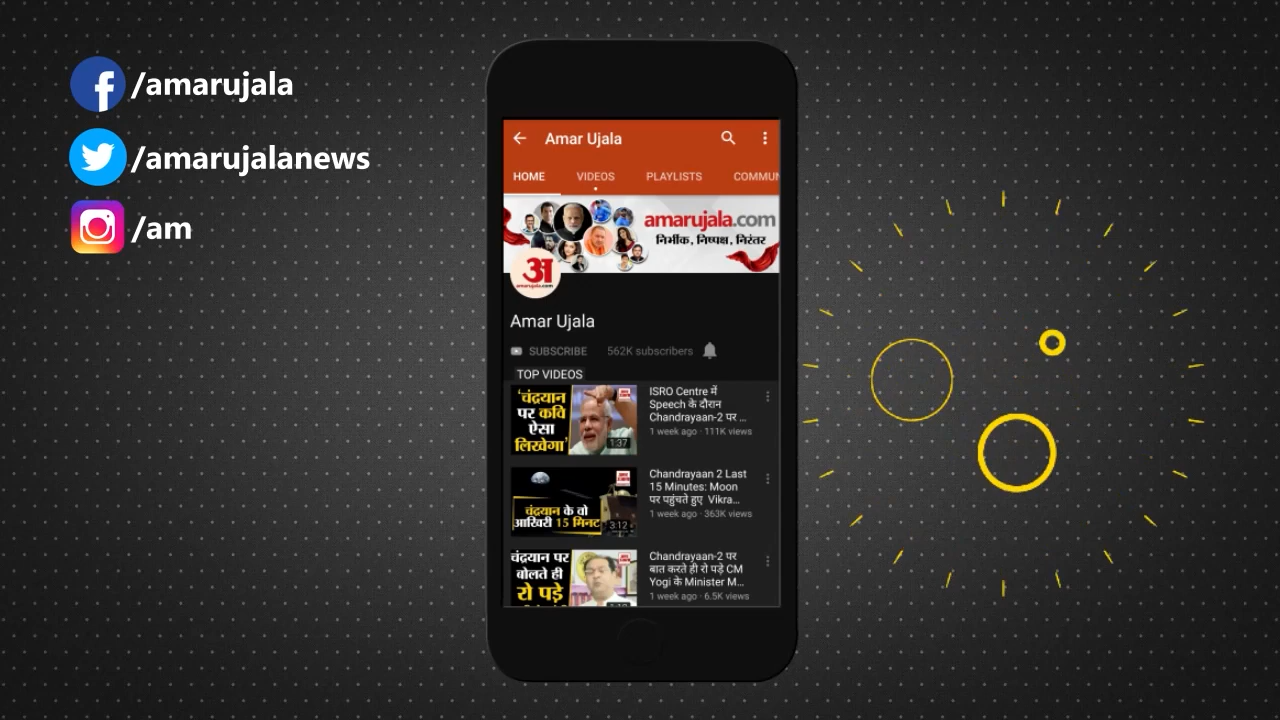 /amarujala
/amarujalanews
/am
Amar Ujala
HOME VIDEOS PLAYLISTS COMMUN
amarujala.com
निर्भीक, निष्पक्ष, निरंतर
अ
amarujala.com
Amar Ujala
SUBSCRIBE 562K subscribers
TOP VIDEOS
'चंद्रयान
पर कवि
ऐसा
लिखेगा'
1:37
ISRO Centre में
Speech के दौरान
Chandrayaan-2 पर ...
1 week ago · 111K views
चंद्रयान के वो
आखिरी 15 मिनट
3:12
Chandrayaan 2 Last
15 Minutes: Moon
पर पहुंचते हुए Vikra...
1 week ago · 363K views
चंद्रयान पर
बोलते ही
रो पड़े
Chandrayaan-2 पर
बात करते ही रो पड़े CM
Yogi के Minister M...
1 week ago · 6.5K views